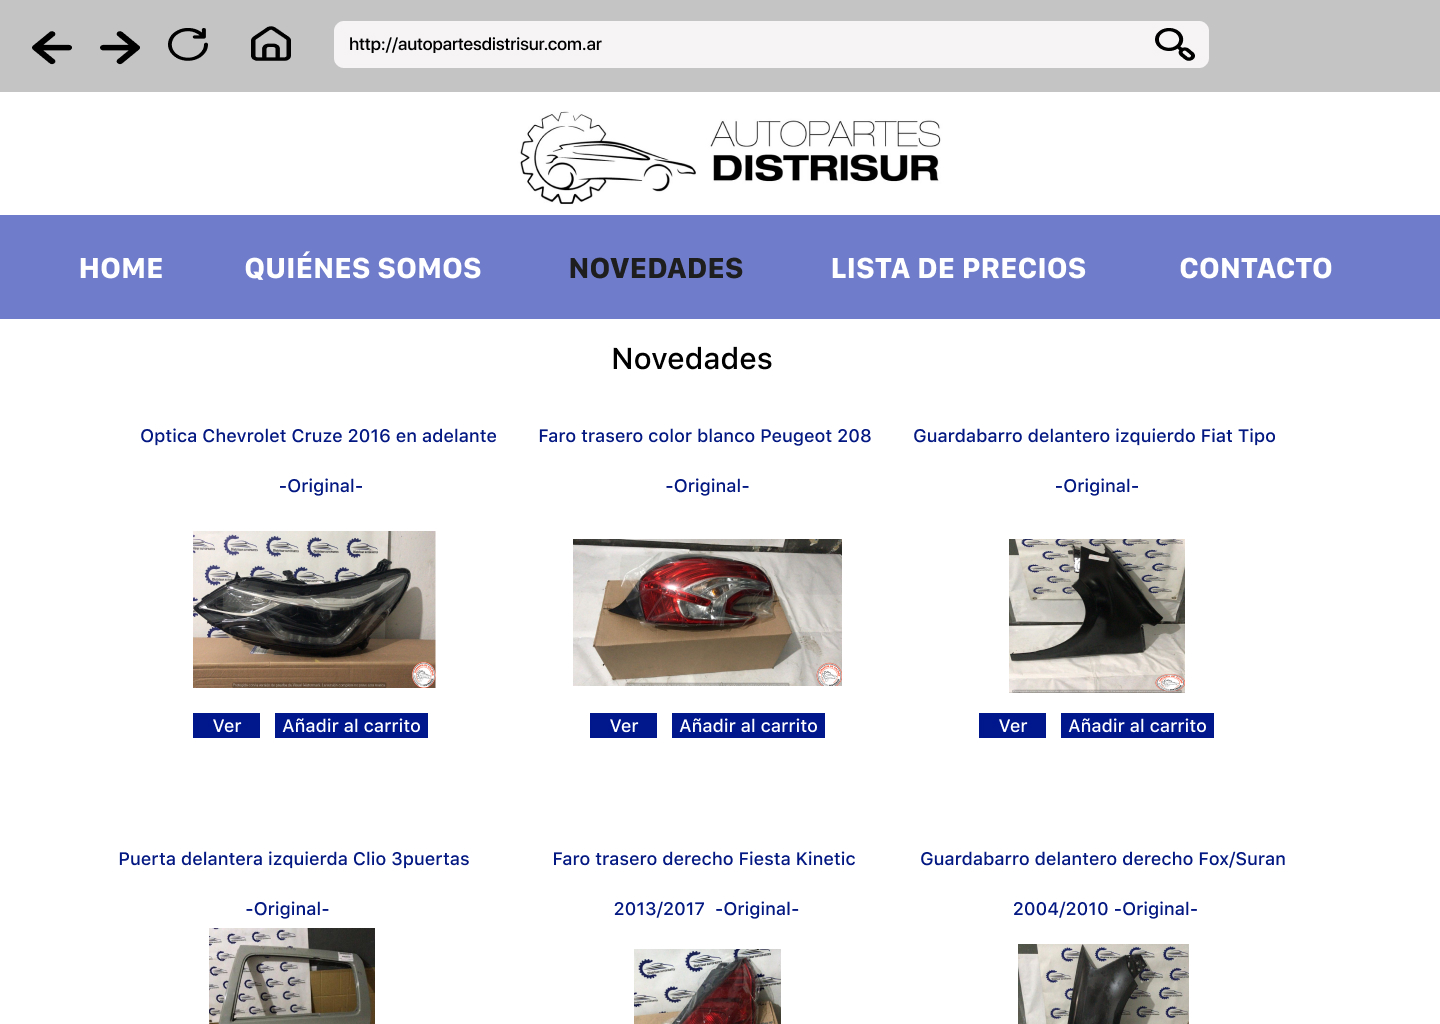 http://autopartesdistrisur.com.ar
AUTOPARTES
DISTRISUR
HOME QUIÉNES SOMOS NOVEDADES LISTA DE PRECIOS CONTACTO
Novedades
Optica Chevrolet Cruze 2016 en adelante
-Original-
Faro trasero color blanco Peugeot 208
-Original-
Guardabarro delantero izquierdo Fiat Tipo
-Original-
Ver Añadir al carrito
Ver Añadir al carrito
Ver Añadir al carrito
Puerta delantera izquierda Clio 3puertas
-Original-
Faro trasero derecho Fiesta Kinetic
2013/2017 -Original-
Guardabarro delantero derecho Fox/Suran
2004/2010 -Original-